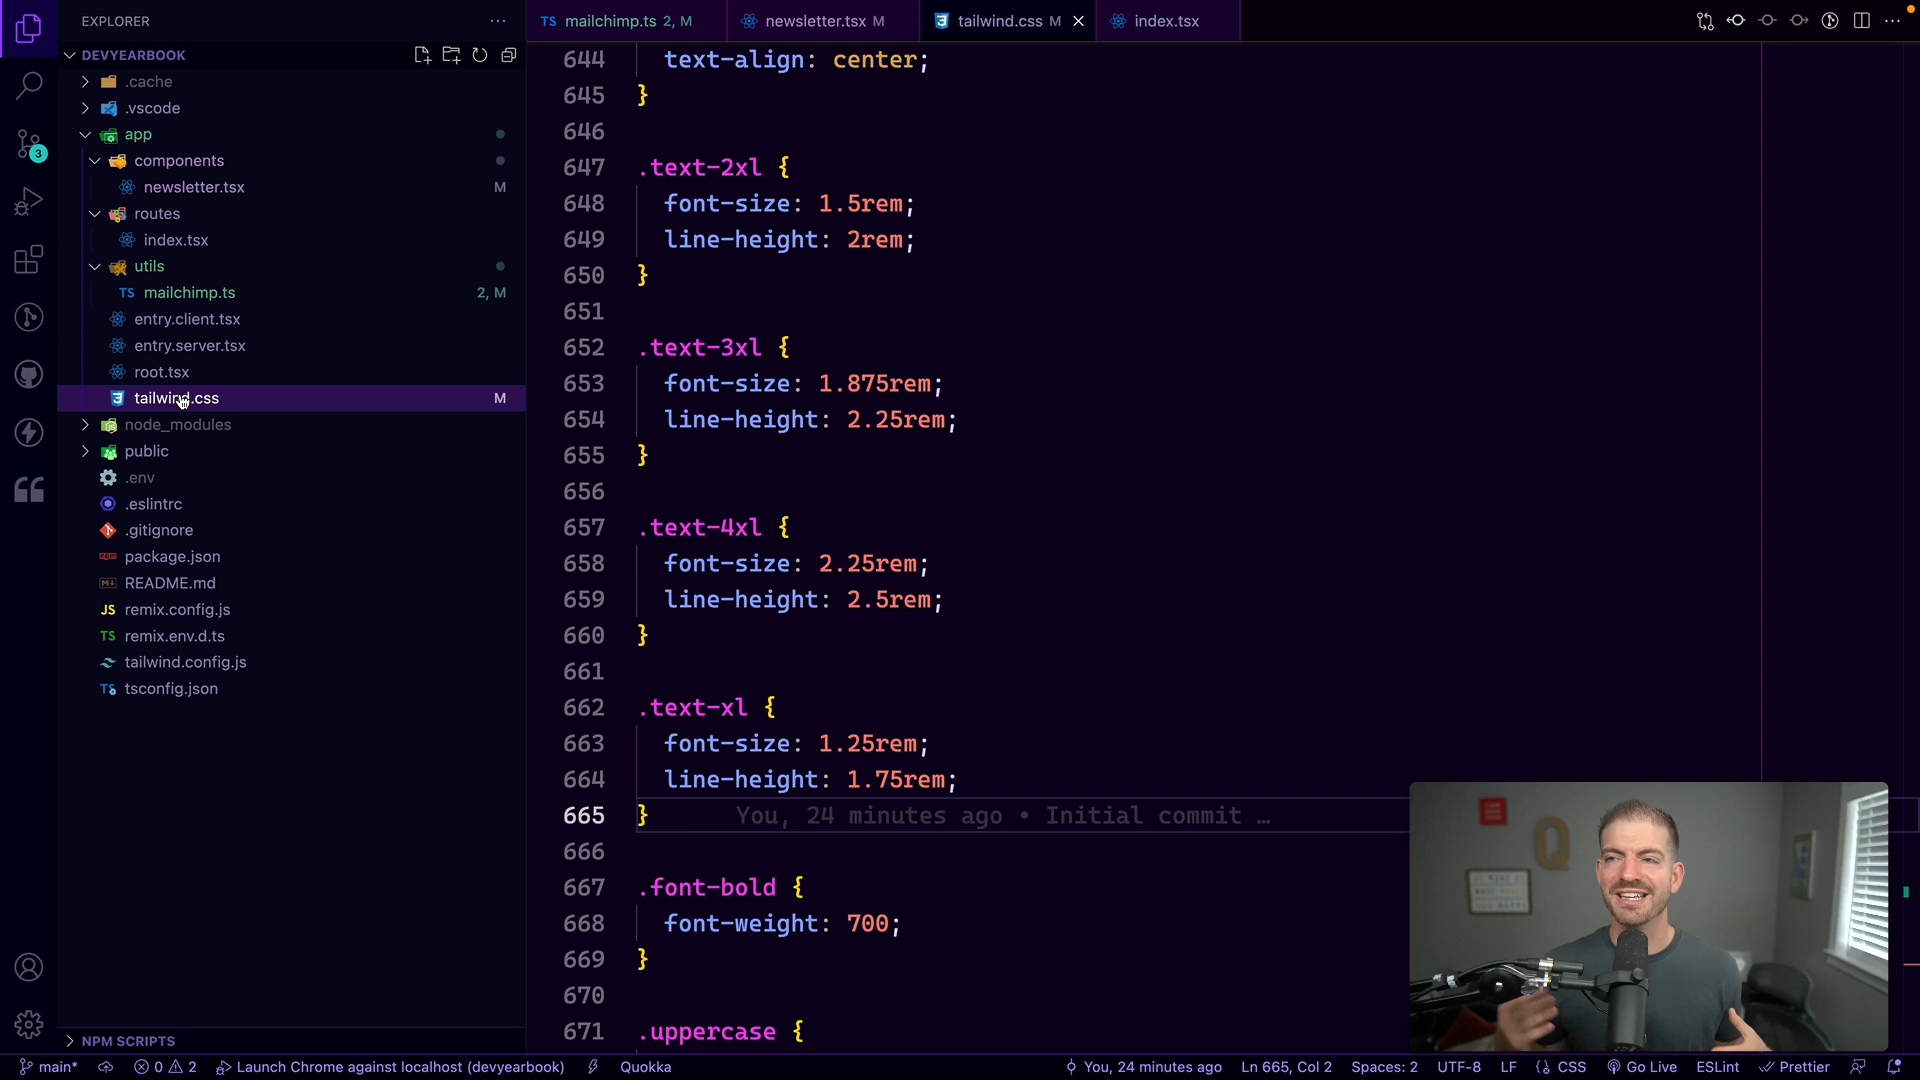 EXPLORER
DEVYEARBOOK
.cache
.vscode
app
components
newsletter.tsx M
routes
index.tsx
utils
TS mailchimp.ts 2, M
entry.client.tsx
entry.server.tsx
root.tsx
tailwind.css M
node_modules
public
.env
.eslintrc
.gitignore
package.json
README.md
JS remix.config.js
TS remix.env.d.ts
tailwind.config.js
TS tsconfig.json
NPM SCRIPTS
3
TS mailchimp.ts 2, M
newsletter.tsx M
tailwind.css M
index.tsx
644 text-align: center;
645 }
646
647 .text-2xl {
648 font-size: 1.5rem;
649 line-height: 2rem;
650 }
651
652 .text-3xl {
653 font-size: 1.875rem;
654 line-height: 2.25rem;
655 }
656
657 .text-4xl {
658 font-size: 2.25rem;
659 line-height: 2.5rem;
660 }
661
662 .text-xl {
663 font-size: 1.25rem;
664 line-height: 1.75rem;
665 } You, 24 minutes ago • Initial commit …
666
667 .font-bold {
668 font-weight: 700;
669 }
670
671 .uppercase {
main* 0 2 Launch Chrome against localhost (devyearbook) Quokka You, 24 minutes ago Ln 665, Col 2 Spaces: 2 UTF-8 LF CSS Go Live ESLint Prettier